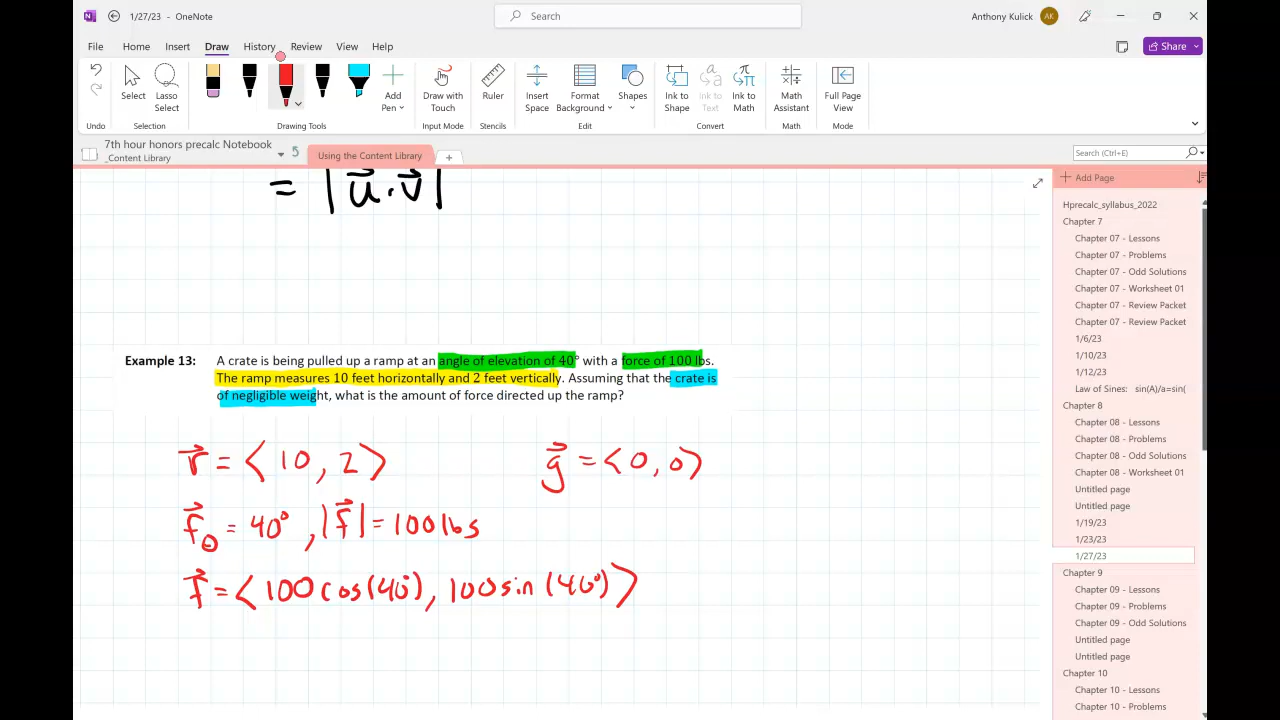 1/27/23 - OneNote
Search
Anthony Kulick
AK
File Home Insert Draw History Review View Help
Share
Undo
Select
Lasso Select
Add Pen
Draw with Touch
Ruler
Insert Space
Format Background
Shapes
Ink to Shape
Ink to Text
Ink to Math
Math Assistant
Full Page View
Undo Selection Drawing Tools Input Mode Stencils Edit Convert Math Mode
7th hour honors precalc Notebook
_Content Library
Using the Content Library
Search (Ctrl+E)
= |u⃗ · v⃗|
Example 13: A crate is being pulled up a ramp at an angle of elevation of 40° with a force of 100 lbs.
The ramp measures 10 feet horizontally and 2 feet vertically. Assuming that the crate is
of negligible weight, what is the amount of force directed up the ramp?
r⃗ = ⟨10, 2⟩ g⃗ = ⟨0, 0⟩
f⃗_θ = 40°, |f⃗| = 100 lbs
f⃗ = ⟨100 cos(40°), 100 sin(40°)⟩
Add Page
Hprecalc_syllabus_2022
Chapter 7
Chapter 07 - Lessons
Chapter 07 - Problems
Chapter 07 - Odd Solutions
Chapter 07 - Worksheet 01
Chapter 07 - Review Packet
Chapter 07 - Review Packet
1/6/23
1/10/23
1/12/23
Law of Sines: sin(A)/a=sin(
Chapter 8
Chapter 08 - Lessons
Chapter 08 - Problems
Chapter 08 - Odd Solutions
Chapter 08 - Worksheet 01
Untitled page
Untitled page
1/19/23
1/23/23
1/27/23
Chapter 9
Chapter 09 - Lessons
Chapter 09 - Problems
Chapter 09 - Odd Solutions
Untitled page
Untitled page
Chapter 10
Chapter 10 - Lessons
Chapter 10 - Problems